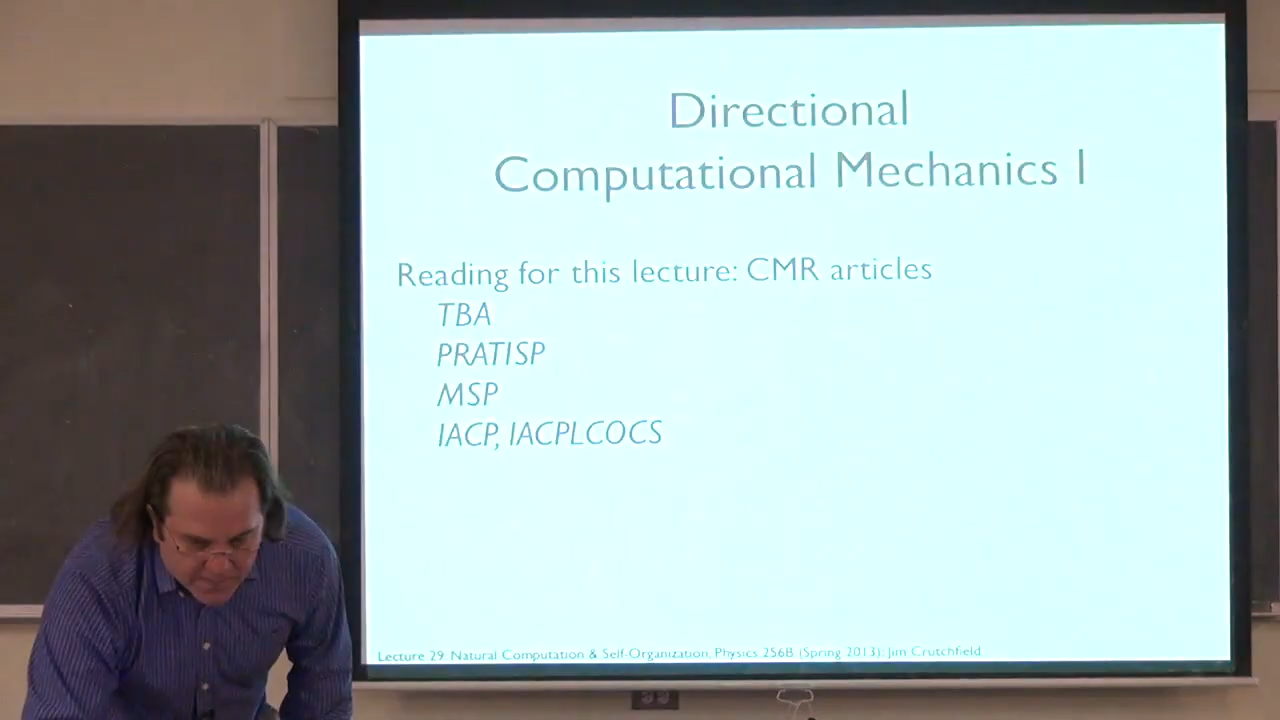 Directional
Computational Mechanics I
Reading for this lecture: CMR articles
TBA
PRATISP
MSP
IACP, IACPLCOCS
Lecture 29. Natural Computation & Self-Organization, Physics 256B (Spring 2013); Jim Crutchfield